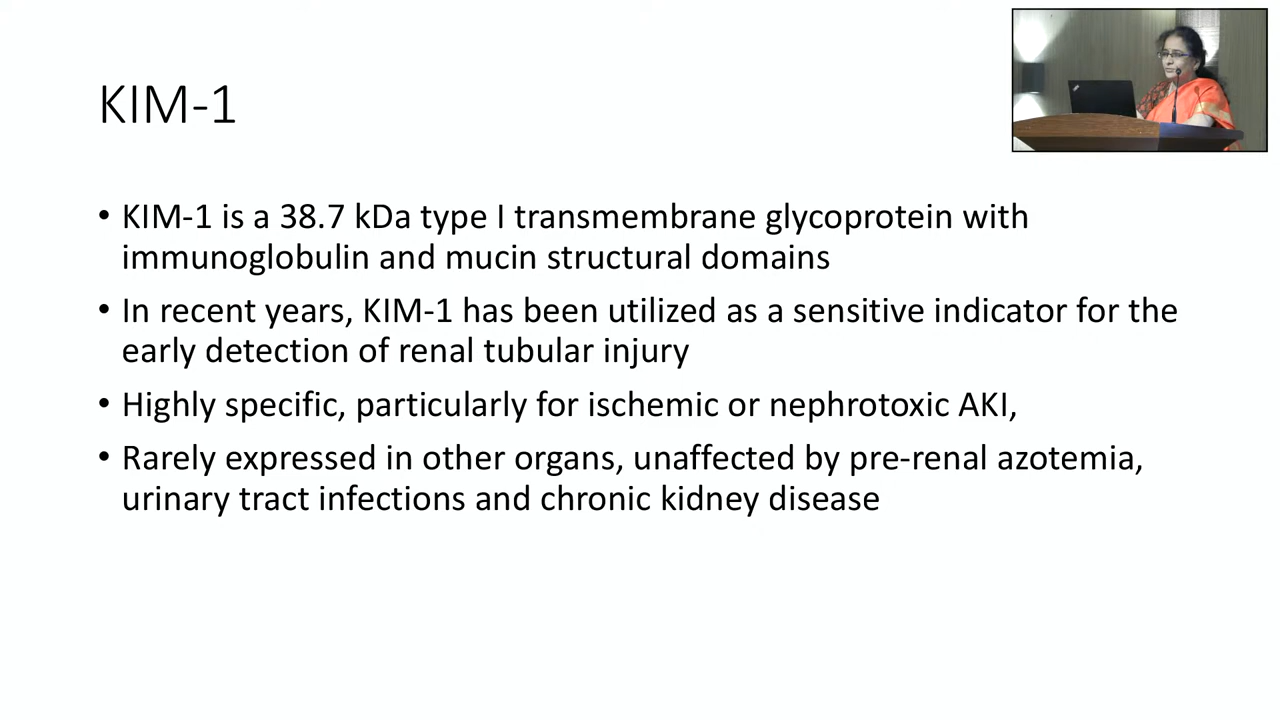 KIM-1
• KIM-1 is a 38.7 kDa type I transmembrane glycoprotein with
immunoglobulin and mucin structural domains
• In recent years, KIM-1 has been utilized as a sensitive indicator for the
early detection of renal tubular injury
• Highly specific, particularly for ischemic or nephrotoxic AKI,
• Rarely expressed in other organs, unaffected by pre-renal azotemia,
urinary tract infections and chronic kidney disease